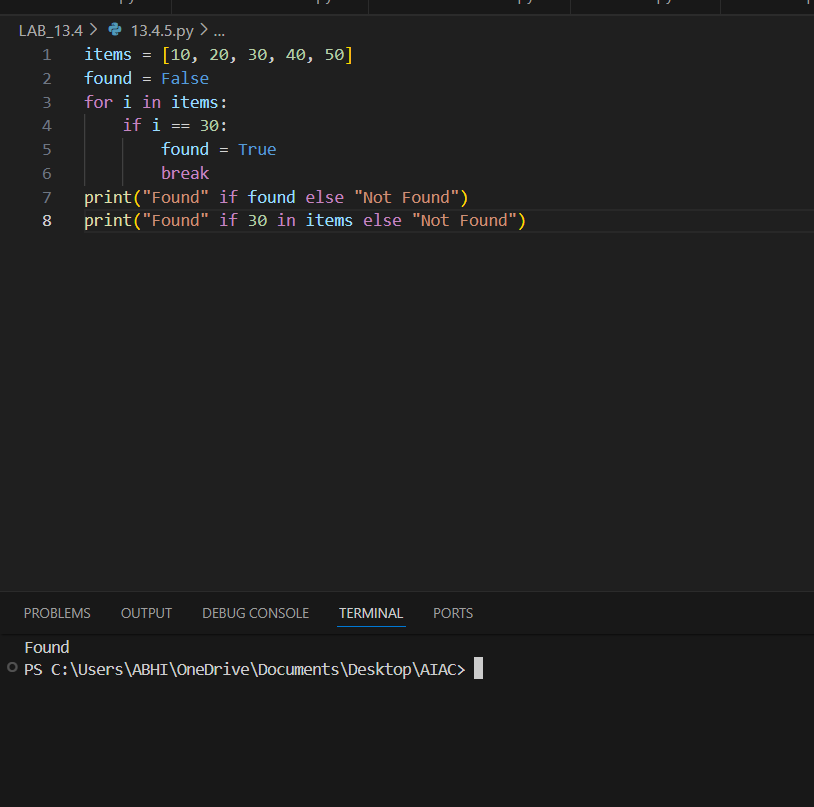 LAB_13.4 > 13.4.5.py > ...
1 items = [10, 20, 30, 40, 50]
2 found = False
3 for i in items:
4     if i == 30:
5         found = True
6         break
7 print("Found" if found else "Not Found")
8 print("Found" if 30 in items else "Not Found")
PROBLEMS OUTPUT DEBUG CONSOLE TERMINAL PORTS
Found
PS C:\Users\ABHI\OneDrive\Documents\Desktop\AIAC>